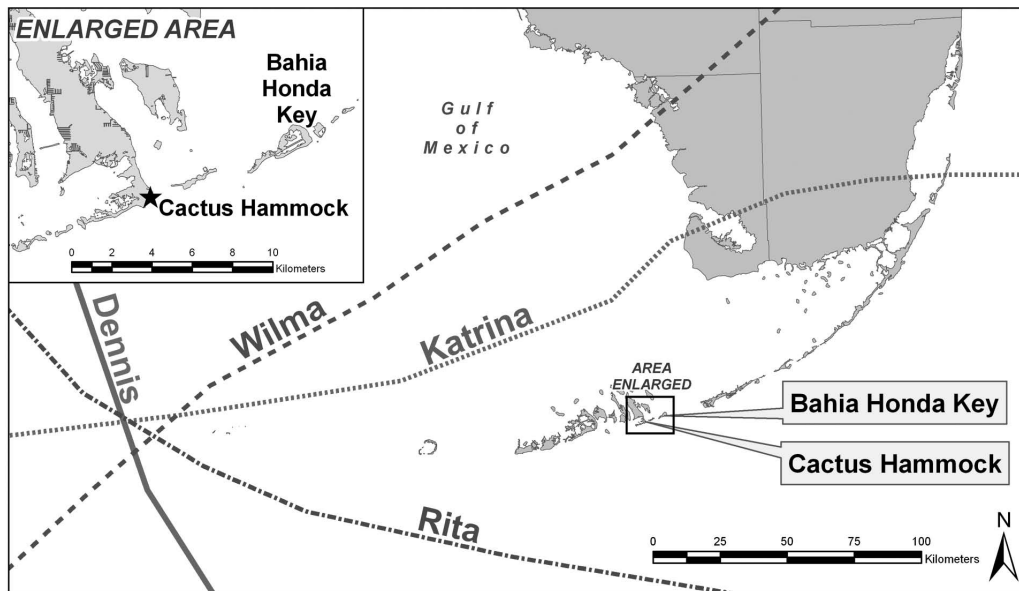 ENLARGED AREA
Bahia
Honda
Key
Cactus Hammock
0 2 4 6 8 10
Kilometers
Gulf
of
Mexico
Dennis
Wilma
Katrina
Rita
AREA
ENLARGED
Bahia Honda Key
Cactus Hammock
N
0 25 50 75 100
Kilometers